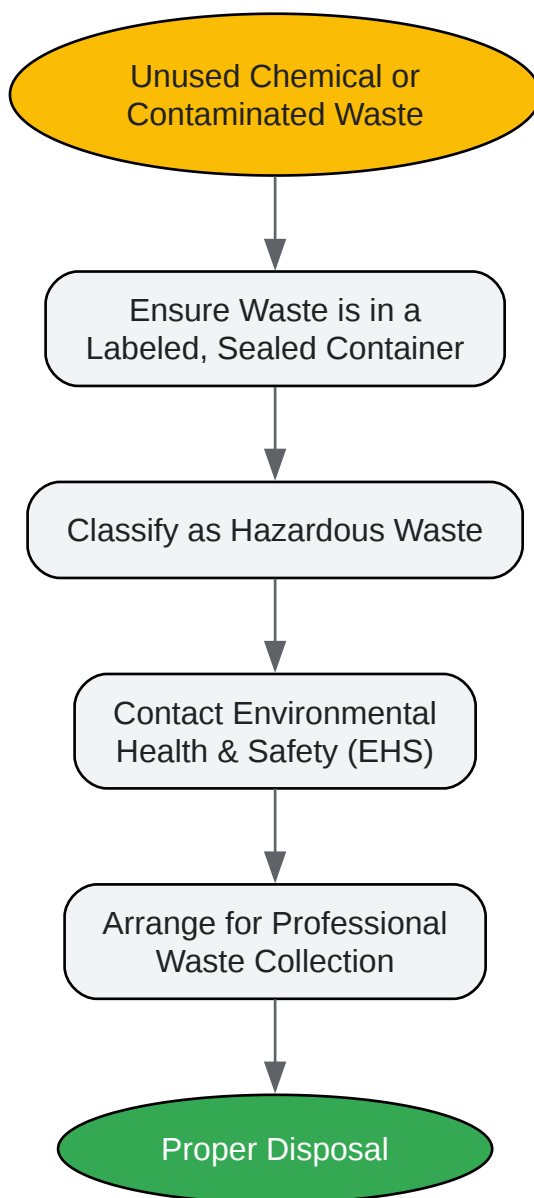 Unused Chemical or
Contaminated Waste
Ensure Waste is in a
Labeled, Sealed Container
Classify as Hazardous Waste
Contact Environmental
Health & Safety (EHS)
Arrange for Professional
Waste Collection
Proper Disposal